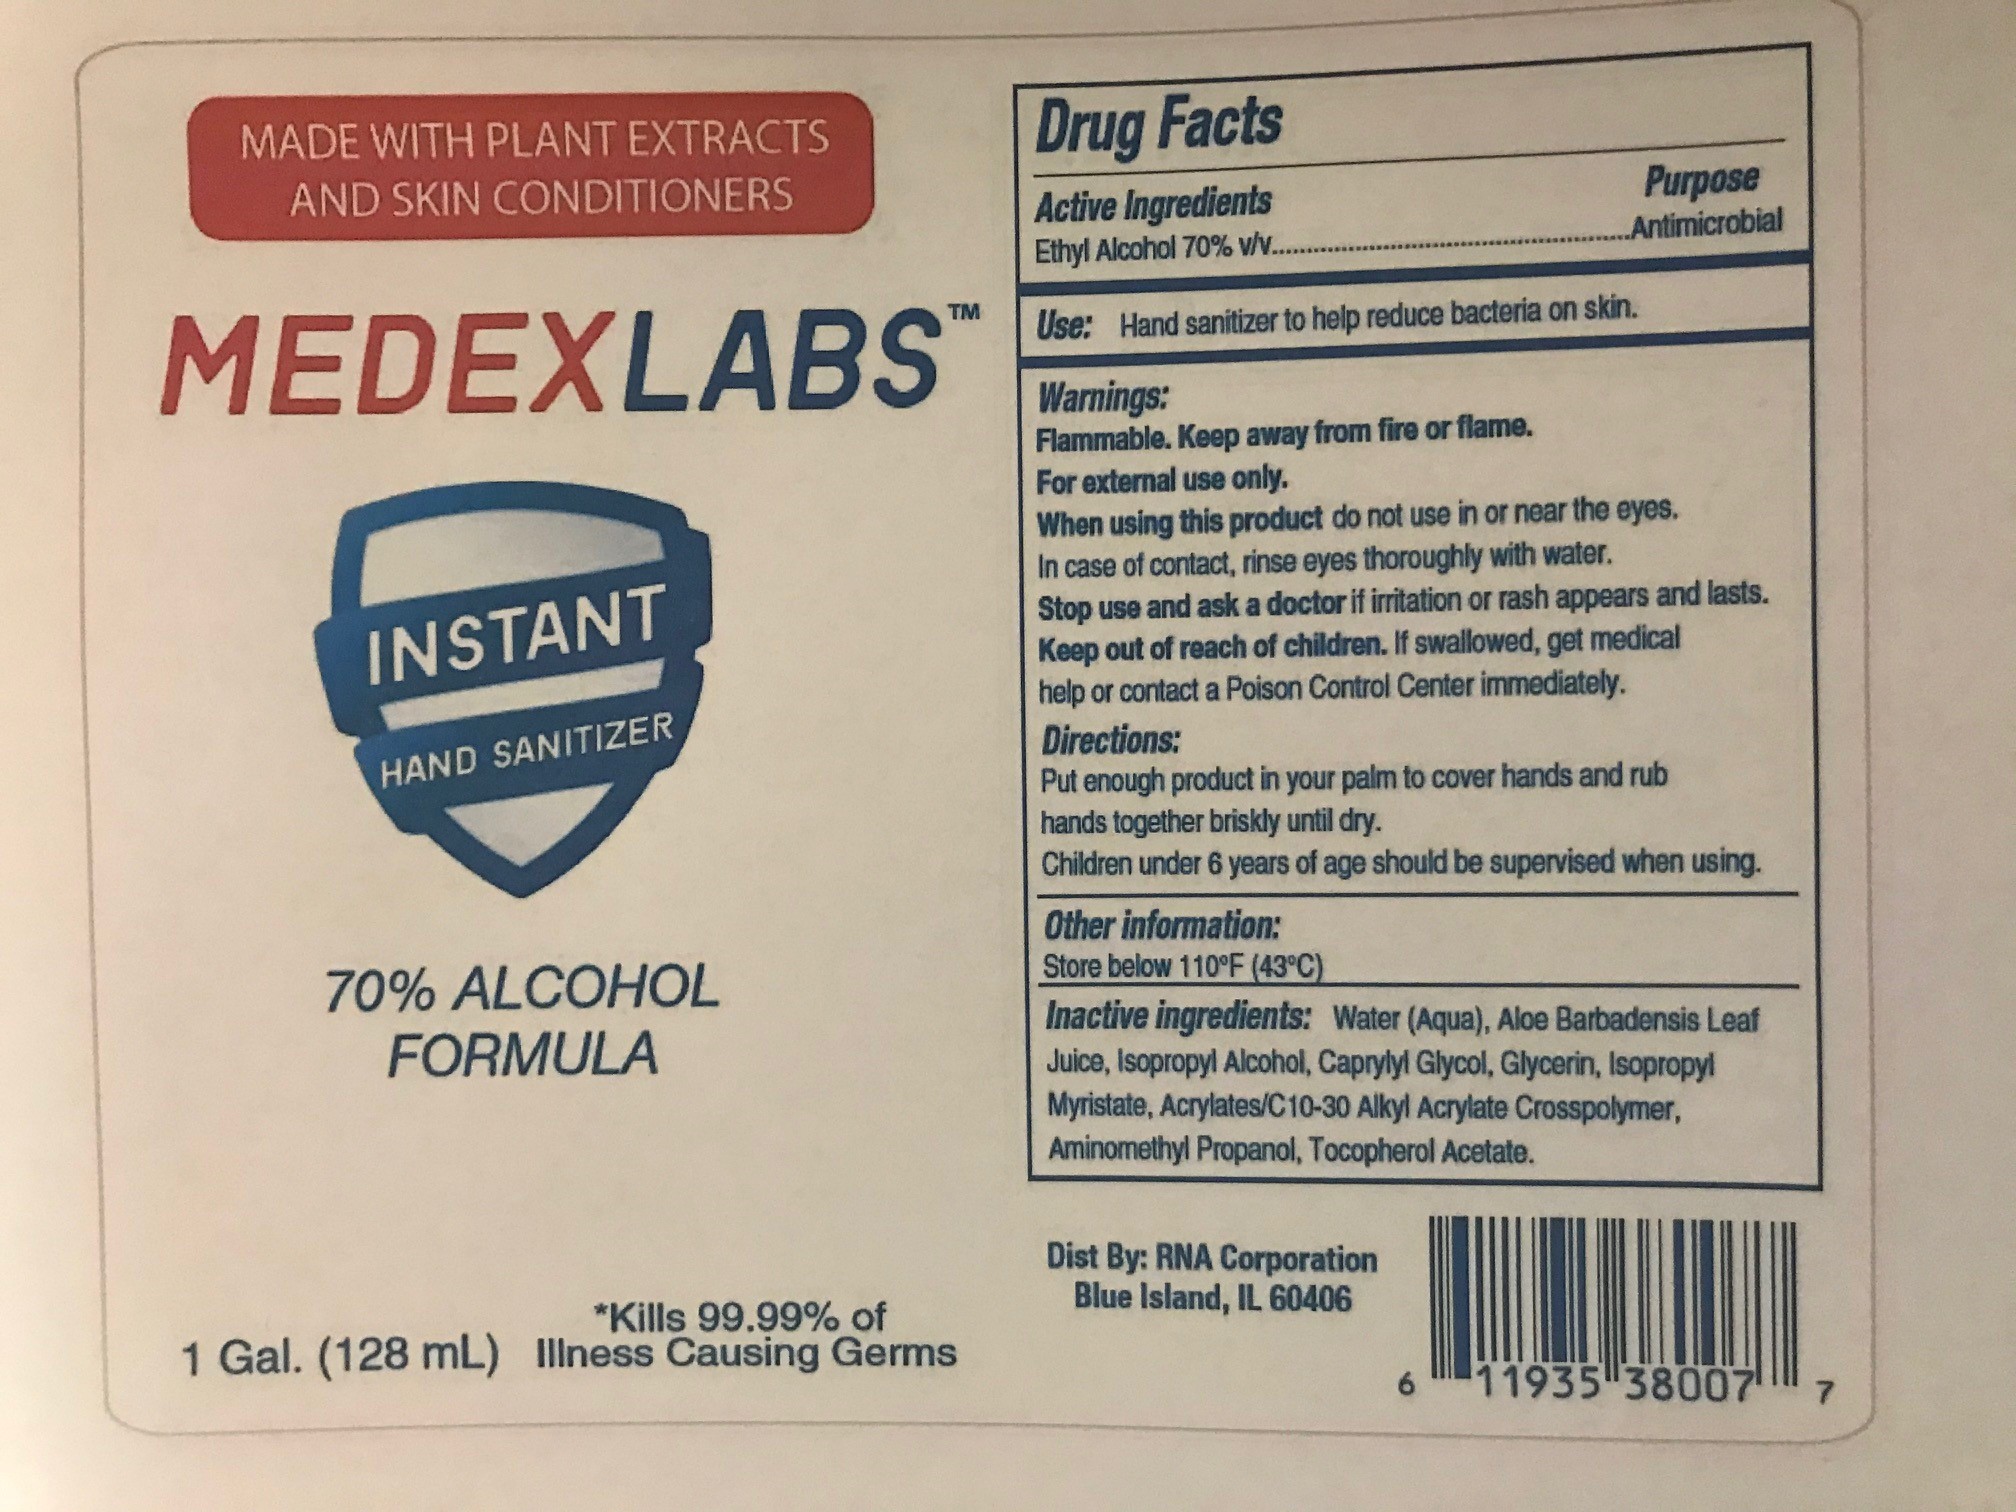 MADE WITH PLANT EXTRACTS
AND SKIN CONDITIONERS
MEDEXLABS™
INSTANT
HAND SANITIZER
70% ALCOHOL
FORMULA
*Kills 99.99% of
1 Gal. (128 mL) Illness Causing Germs
Drug Facts
Active Ingredients Purpose
Ethyl Alcohol 70% v/v..........................................................Antimicrobial
Use: Hand sanitizer to help reduce bacteria on skin.
Warnings:
Flammable. Keep away from fire or flame.
For external use only.
When using this product do not use in or near the eyes.
In case of contact, rinse eyes thoroughly with water.
Stop use and ask a doctor if irritation or rash appears and lasts.
Keep out of reach of children. If swallowed, get medical
help or contact a Poison Control Center immediately.
Directions:
Put enough product in your palm to cover hands and rub
hands together briskly until dry.
Children under 6 years of age should be supervised when using.
Other information:
Store below 110°F (43°C)
Inactive ingredients: Water (Aqua), Aloe Barbadensis Leaf
Juice, Isopropyl Alcohol, Caprylyl Glycol, Glycerin, Isopropyl
Myristate, Acrylates/C10-30 Alkyl Acrylate Crosspolymer,
Aminomethyl Propanol, Tocopherol Acetate.
Dist By: RNA Corporation
Blue Island, IL 60406
6 11935 38007 7